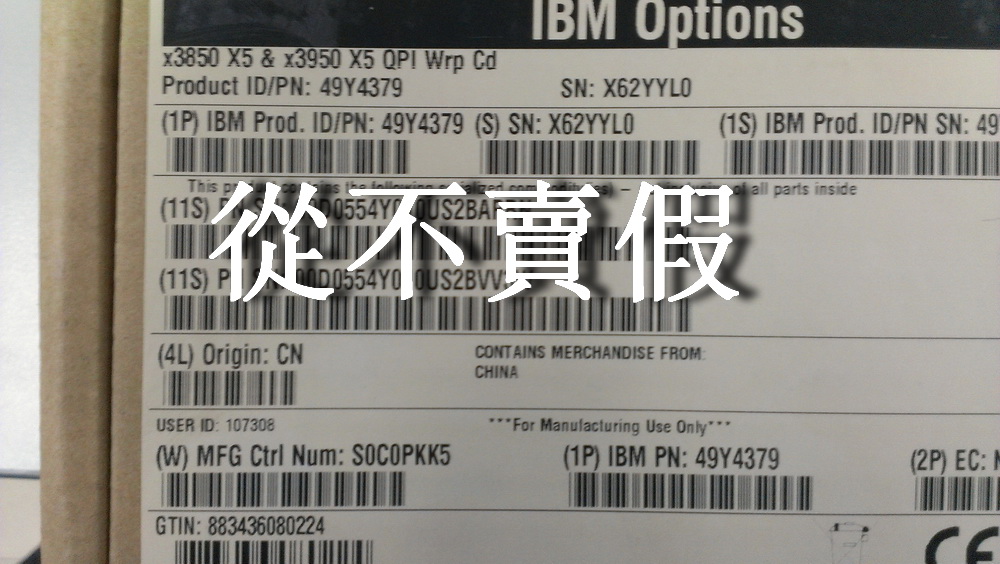 IBM Options
x3850 X5 & x3950 X5 QPI Wrp Cd
Product ID/PN: 49Y4379 SN: X62YYL0
(1P) IBM Prod. ID/PN: 49Y4379 (S) SN: X62YYL0 (1S) IBM Prod. ID/PN SN: 49
This all parts inside
(11S)
從不賣假
(11S)
(4L) Origin: CN
CONTAINS MERCHANDISE FROM:
CHINA
USER ID: 107308 ***For Manufacturing Use Only***
(W) MFG Ctrl Num: S0C0PKK5 (1P) IBM PN: 49Y4379 (2P) EC:
GTIN: 883436080224
CE